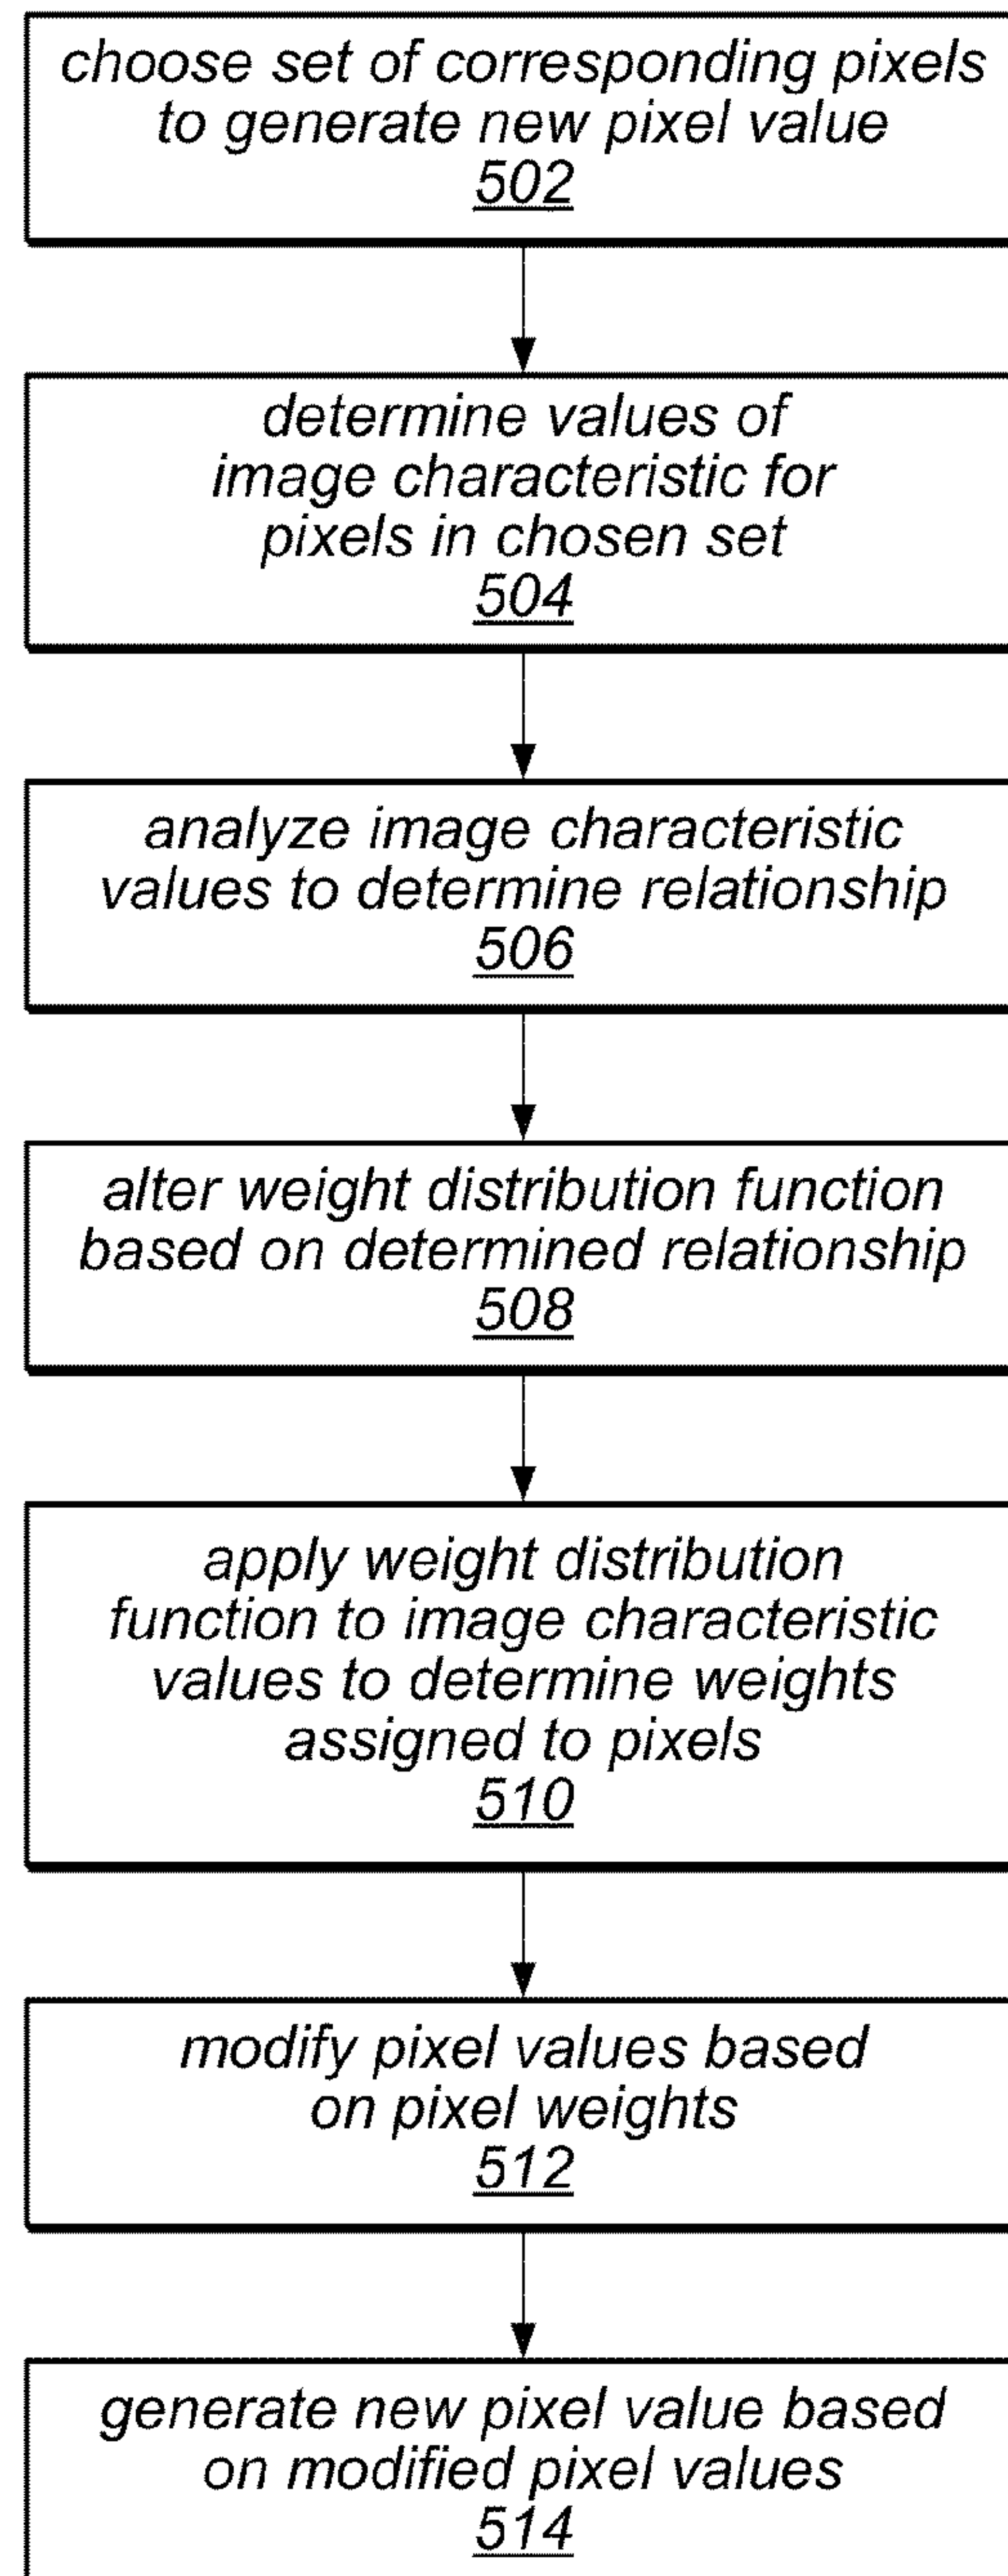 choose set of corresponding pixels
to generate new pixel value
502
determine values of
image characteristic for
pixels in chosen set
504
analyze image characteristic
values to determine relationship
506
alter weight distribution function
based on determined relationship
508
apply weight distribution
function to image characteristic
values to determine weights
assigned to pixels
510
modify pixel values based
on pixel weights
512
generate new pixel value based
on modified pixel values
514